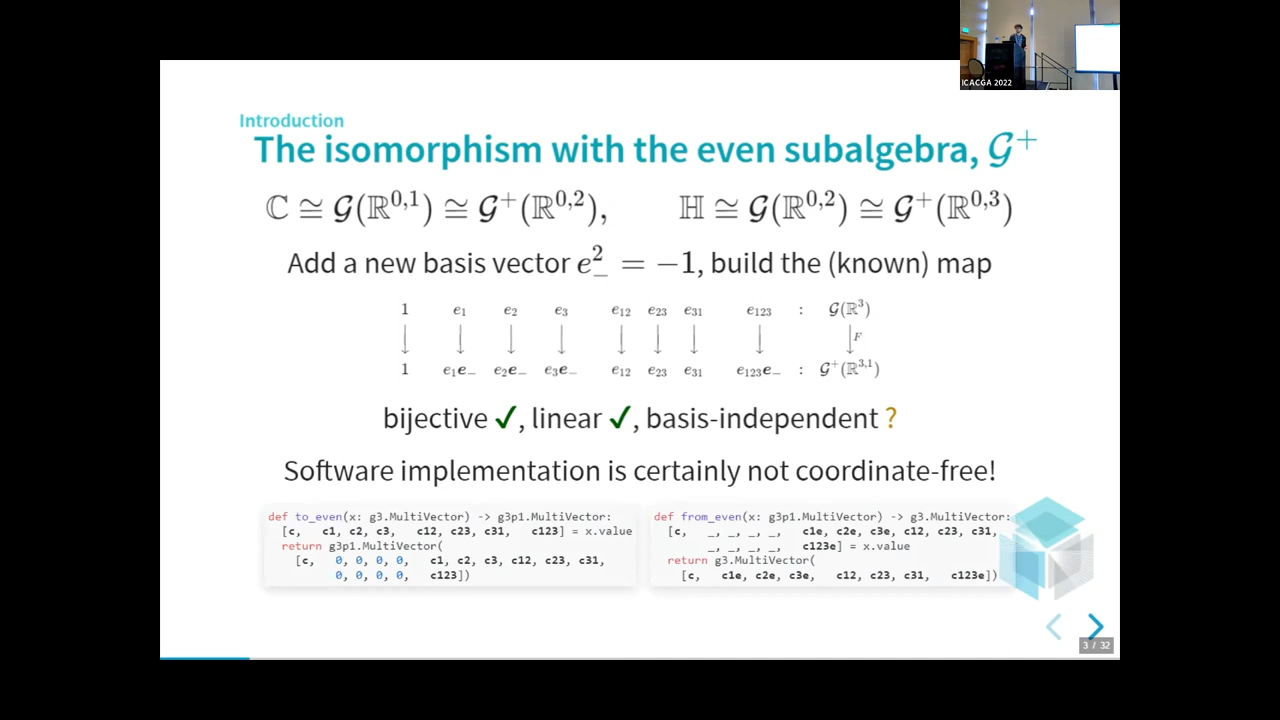 ICACGA 2022
Introduction
The isomorphism with the even subalgebra, 𝒢⁺
ℂ ≅ 𝒢(ℝ⁰,¹) ≅ 𝒢⁺(ℝ⁰,²), ℍ ≅ 𝒢(ℝ⁰,²) ≅ 𝒢⁺(ℝ⁰,³)
Add a new basis vector e₋² = −1, build the (known) map
1 e₁ e₂ e₃ e₁₂ e₂₃ e₃₁ e₁₂₃ : 𝒢(ℝ³)
↓ ↓ ↓ ↓ ↓ ↓ ↓ ↓ ↓F
1 e₁e₋ e₂e₋ e₃e₋ e₁₂ e₂₃ e₃₁ e₁₂₃e₋ : 𝒢⁺(ℝ³,¹)
bijective ✓, linear ✓, basis-independent ?
Software implementation is certainly not coordinate-free!
def to_even(x: g3.MultiVector) -> g3p1.MultiVector:
[c, c1, c2, c3, c12, c23, c31, c123] = x.value
return g3p1.MultiVector(
[c, 0, 0, 0, 0, c1, c2, c3, c12, c23, c31,
0, 0, 0, 0, c123])
def from_even(x: g3p1.MultiVector) -> g3.MultiVector:
[c, _, _, _, _, c1e, c2e, c3e, c12, c23, c31,
_, _, _, _, c123e] = x.value
return g3.MultiVector(
[c, c1e, c2e, c3e, c12, c23, c31, c123e])
3 / 32